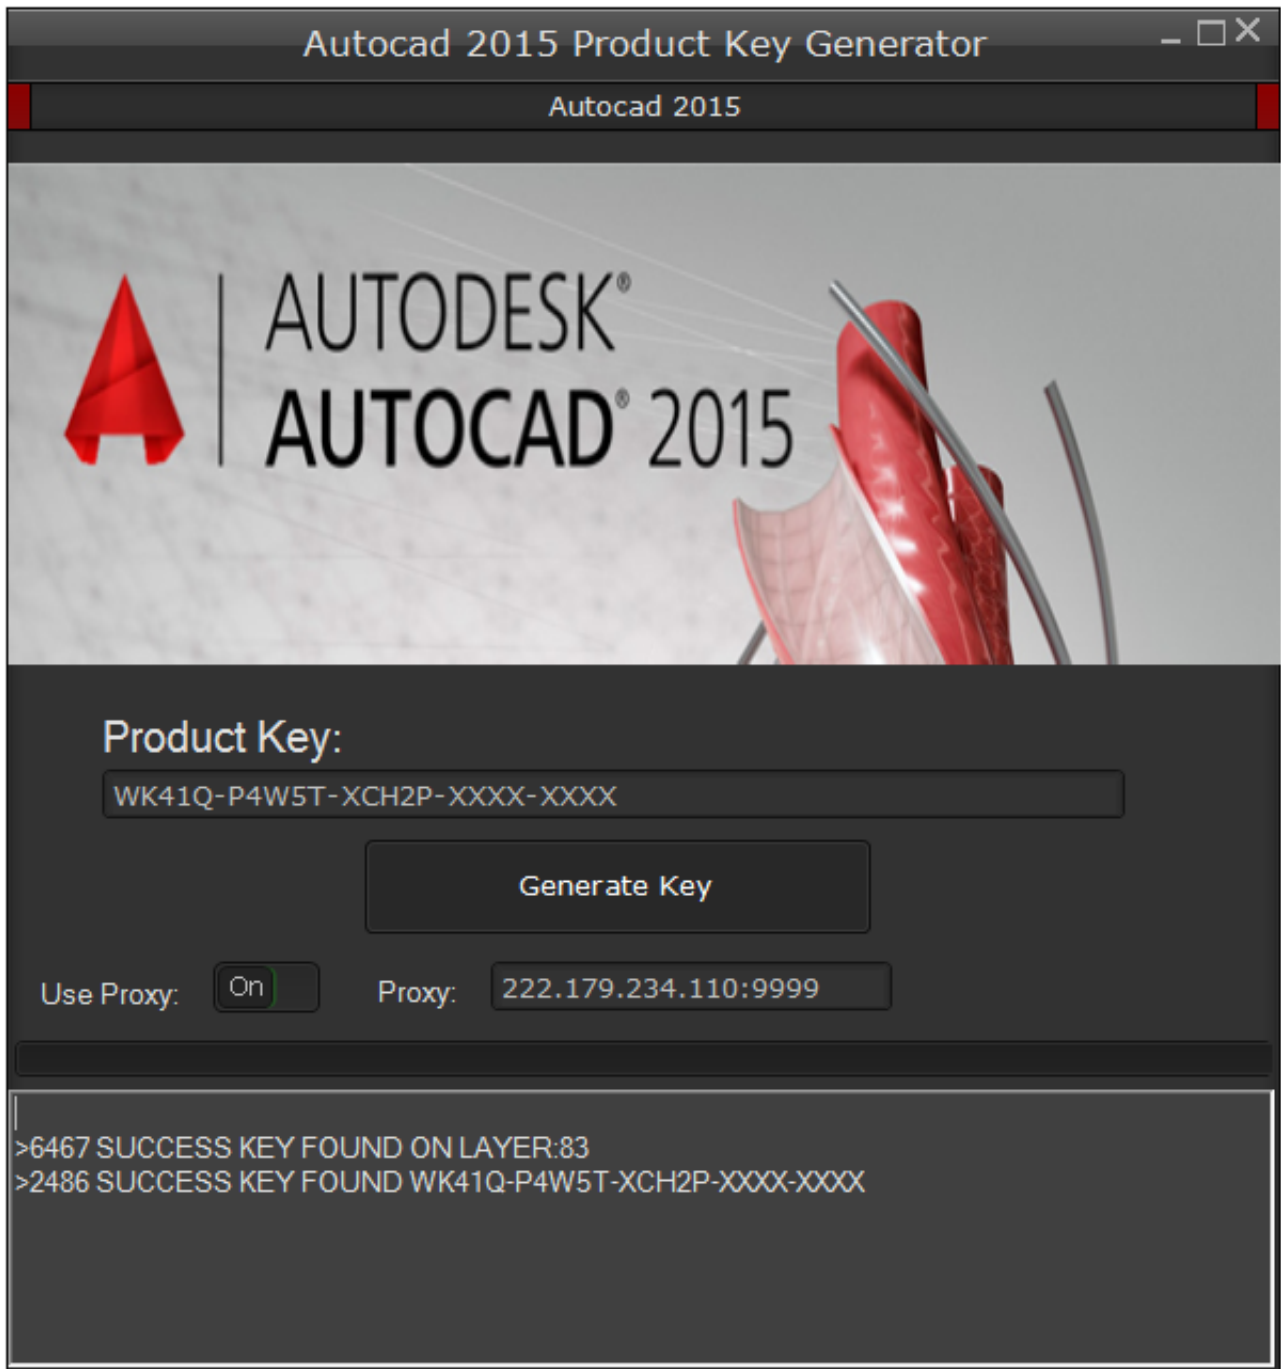 Autocad 2015 Product Key Generator
Autocad 2015
AUTODESK®
AUTOCAD® 2015
Product Key:
WK41Q-P4W5T-XCH2P-XXXX-XXXX
Generate Key
Use Proxy: On Proxy: 222.179.234.110:9999
>6467 SUCCESS KEY FOUND ON LAYER:83
>2486 SUCCESS KEY FOUND WK41Q-P4W5T-XCH2P-XXXX-XXXX